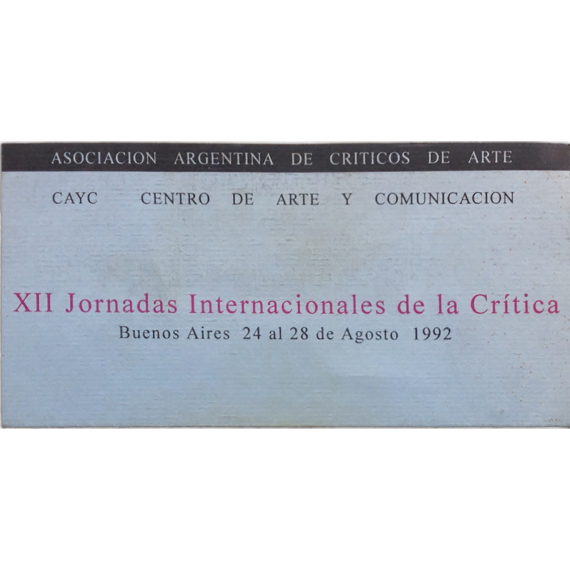 ASOCIACION ARGENTINA DE CRITICOS DE ARTE
CAYC CENTRO DE ARTE Y COMUNICACION
XII Jornadas Internacionales de la Crítica
Buenos Aires 24 al 28 de Agosto 1992